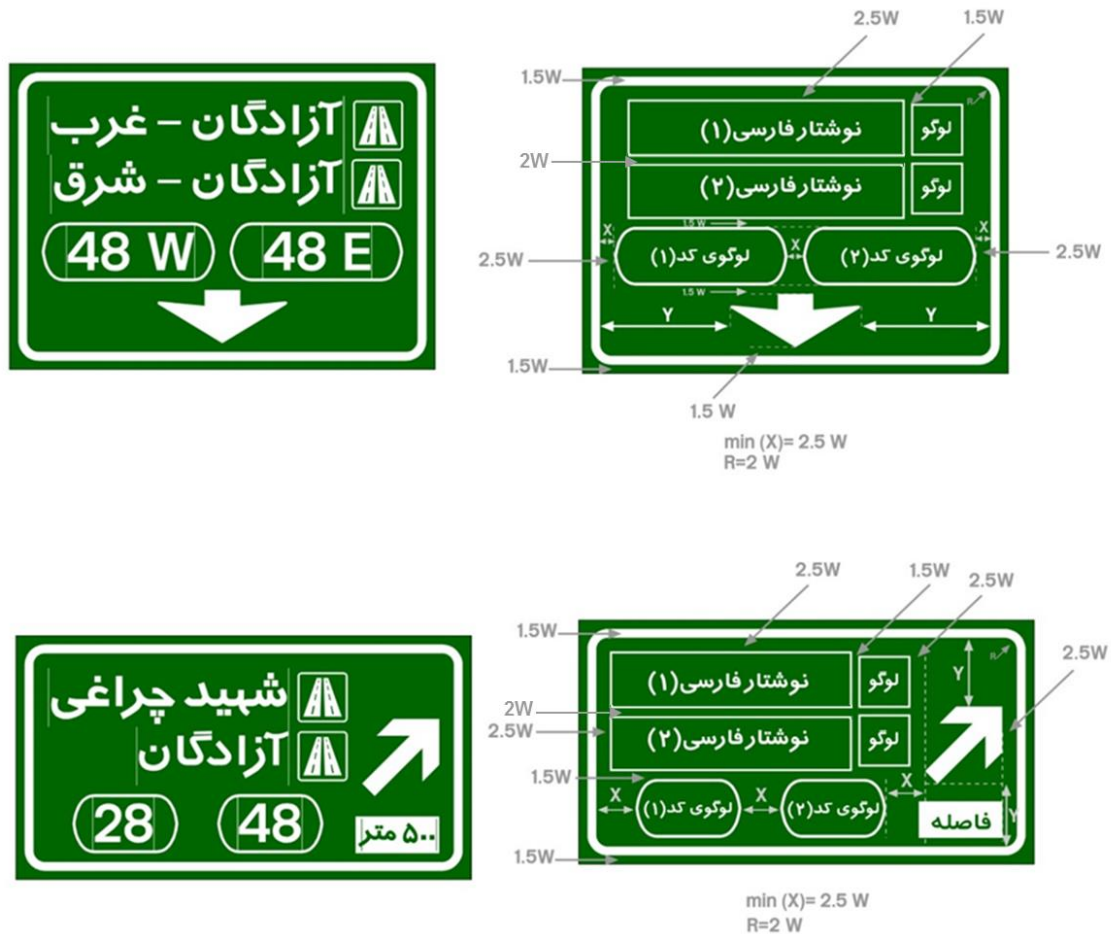 2.5W 1.5W
1.5W
آزادگان – غرب
آزادگان – شرق
48 W 48 E
R
نوشتار فارسی(۱) لوگو
2W
نوشتار فارسی(۲) لوگو
1.5 W
X X X
لوگوی کد(۱) لوگوی کد(۲)
2.5W 2.5W
1.5 W
Y Y
1.5W
1.5 W
min (X)= 2.5 W
R=2 W
2.5W 1.5W 2.5W
1.5W
2.5W
شهید چراغی
آزادگان
28 48
۵۰۰ متر
R
Y
نوشتار فارسی(۱) لوگو
2W
2.5W
نوشتار فارسی(۲) لوگو
1.5W
X X X
لوگوی کد(۱) لوگوی کد(۲)
Y
فاصله
1.5W
min (X)= 2.5 W
R=2 W